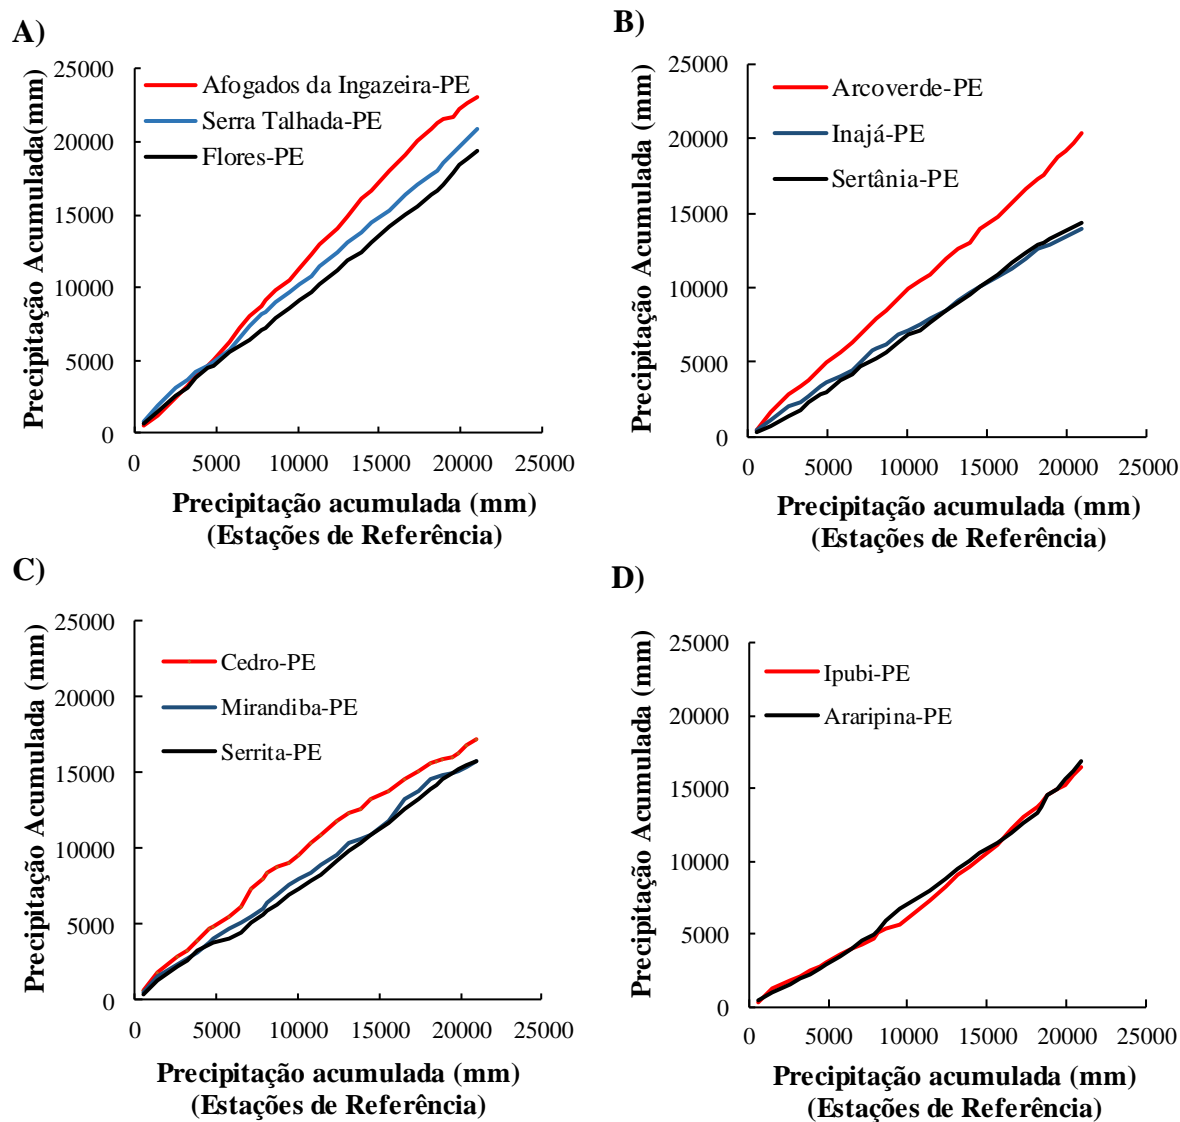 A)
Precipitação Acumulada(mm)
25000
20000
15000
10000
5000
0
Afogados da Ingazeira-PE
Serra Talhada-PE
Flores-PE
0 5000 10000 15000 20000 25000
Precipitação acumulada (mm)
(Estações de Referência)
B)
Precipitação Acumulada (mm)
25000
20000
15000
10000
5000
0
Arcoverde-PE
Inajá-PE
Sertânia-PE
0 5000 10000 15000 20000 25000
Precipitação acumulada (mm)
(Estações de Referência)
C)
Precipitação Acumulada (mm)
25000
20000
15000
10000
5000
0
Cedro-PE
Mirandiba-PE
Serrita-PE
0 5000 10000 15000 20000 25000
Precipitação acumulada (mm)
(Estações de Referência)
D)
Precipitação Acumulada (mm)
25000
20000
15000
10000
5000
0
Ipubi-PE
Araripina-PE
0 5000 10000 15000 20000 25000
Precipitação acumulada (mm)
(Estações de Referência)